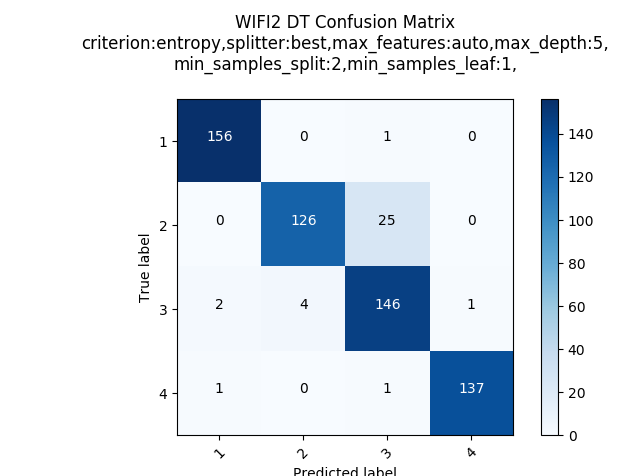 WIFI2 DT Confusion Matrix
criterion:entropy,splitter:best,max_features:auto,max_depth:5,
min_samples_split:2,min_samples_leaf:1,
1 156 0 1 0
2 0 126 25 0
3 2 4 146 1
4 1 0 1 137
1 2 3 4
True label
Predicted label
140
120
100
80
60
40
20
0